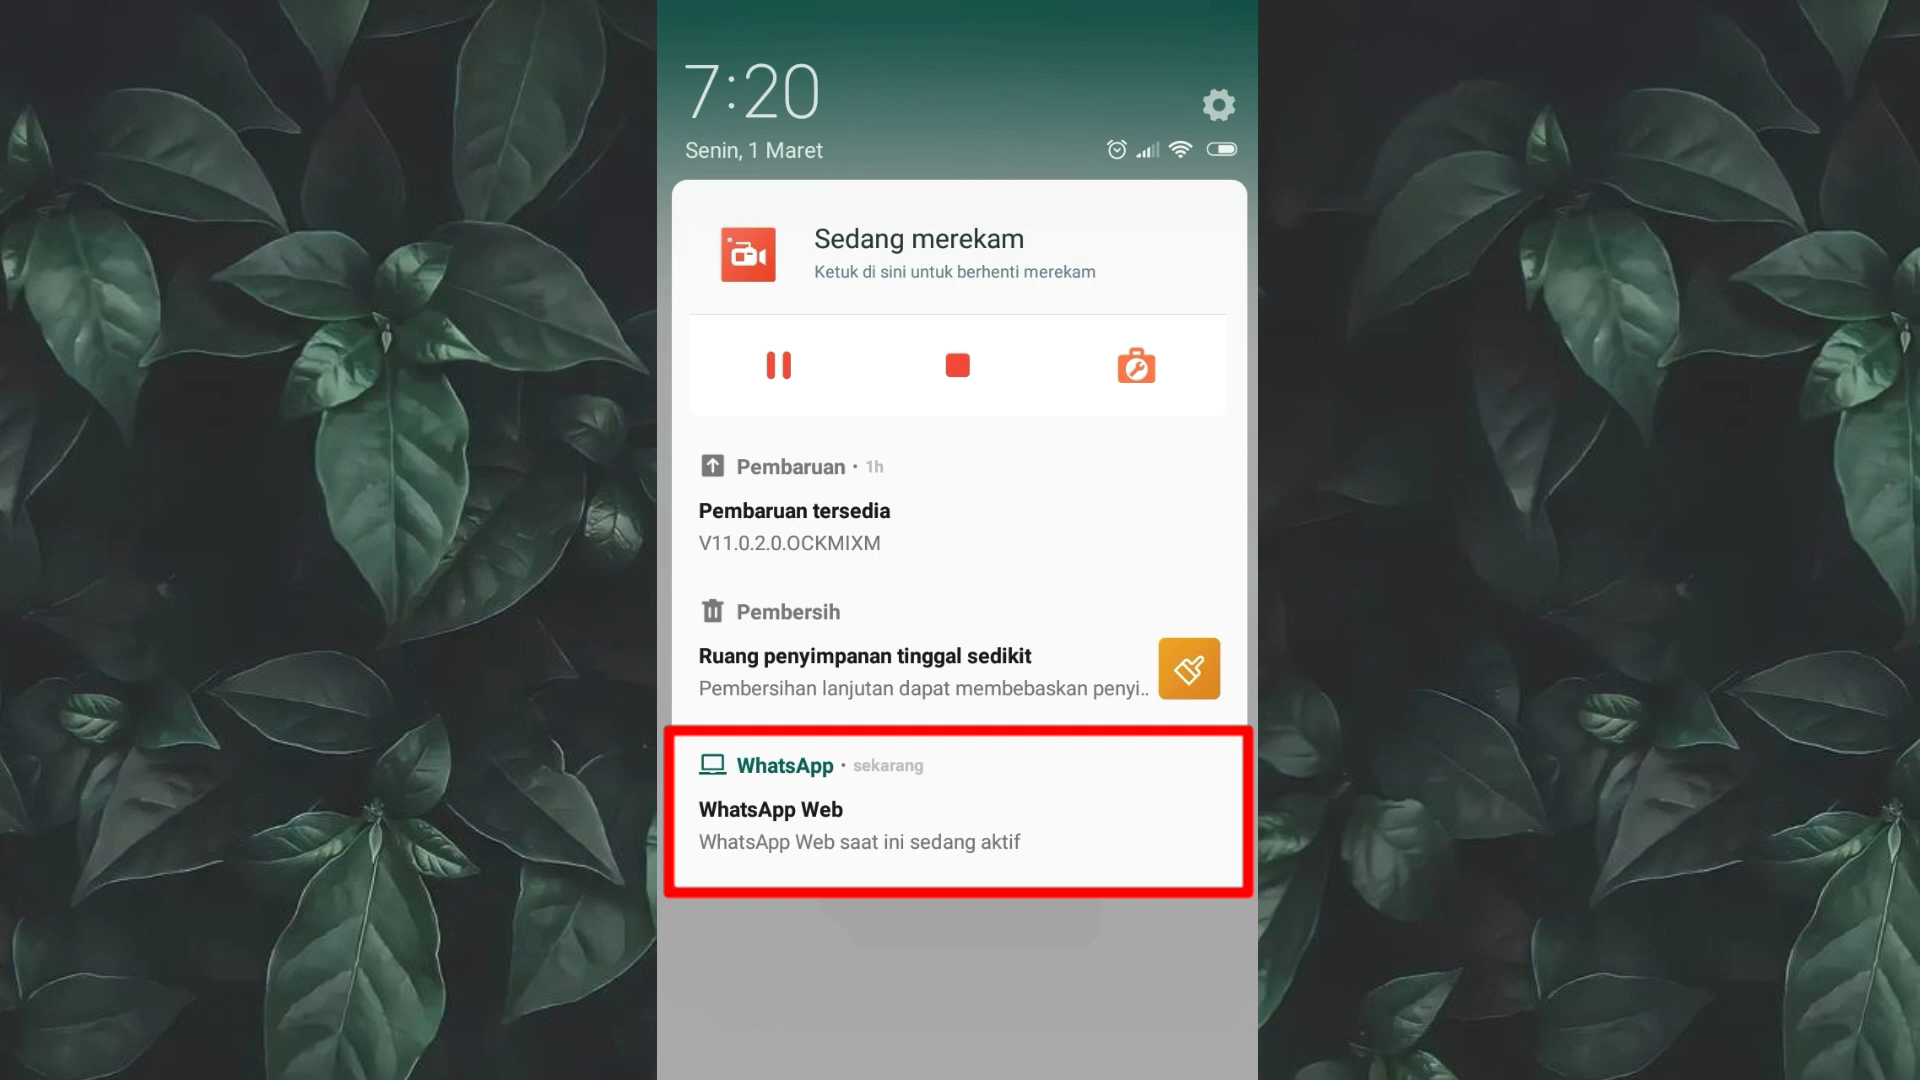 7:20
Senin, 1 Maret
Sedang merekam
Ketuk di sini untuk berhenti merekam
Pembaruan · 1h
Pembaruan tersedia
V11.0.2.0.OCKMIXM
Pembersih
Ruang penyimpanan tinggal sedikit
Pembersihan lanjutan dapat membebaskan penyi..
WhatsApp · sekarang
WhatsApp Web
WhatsApp Web saat ini sedang aktif